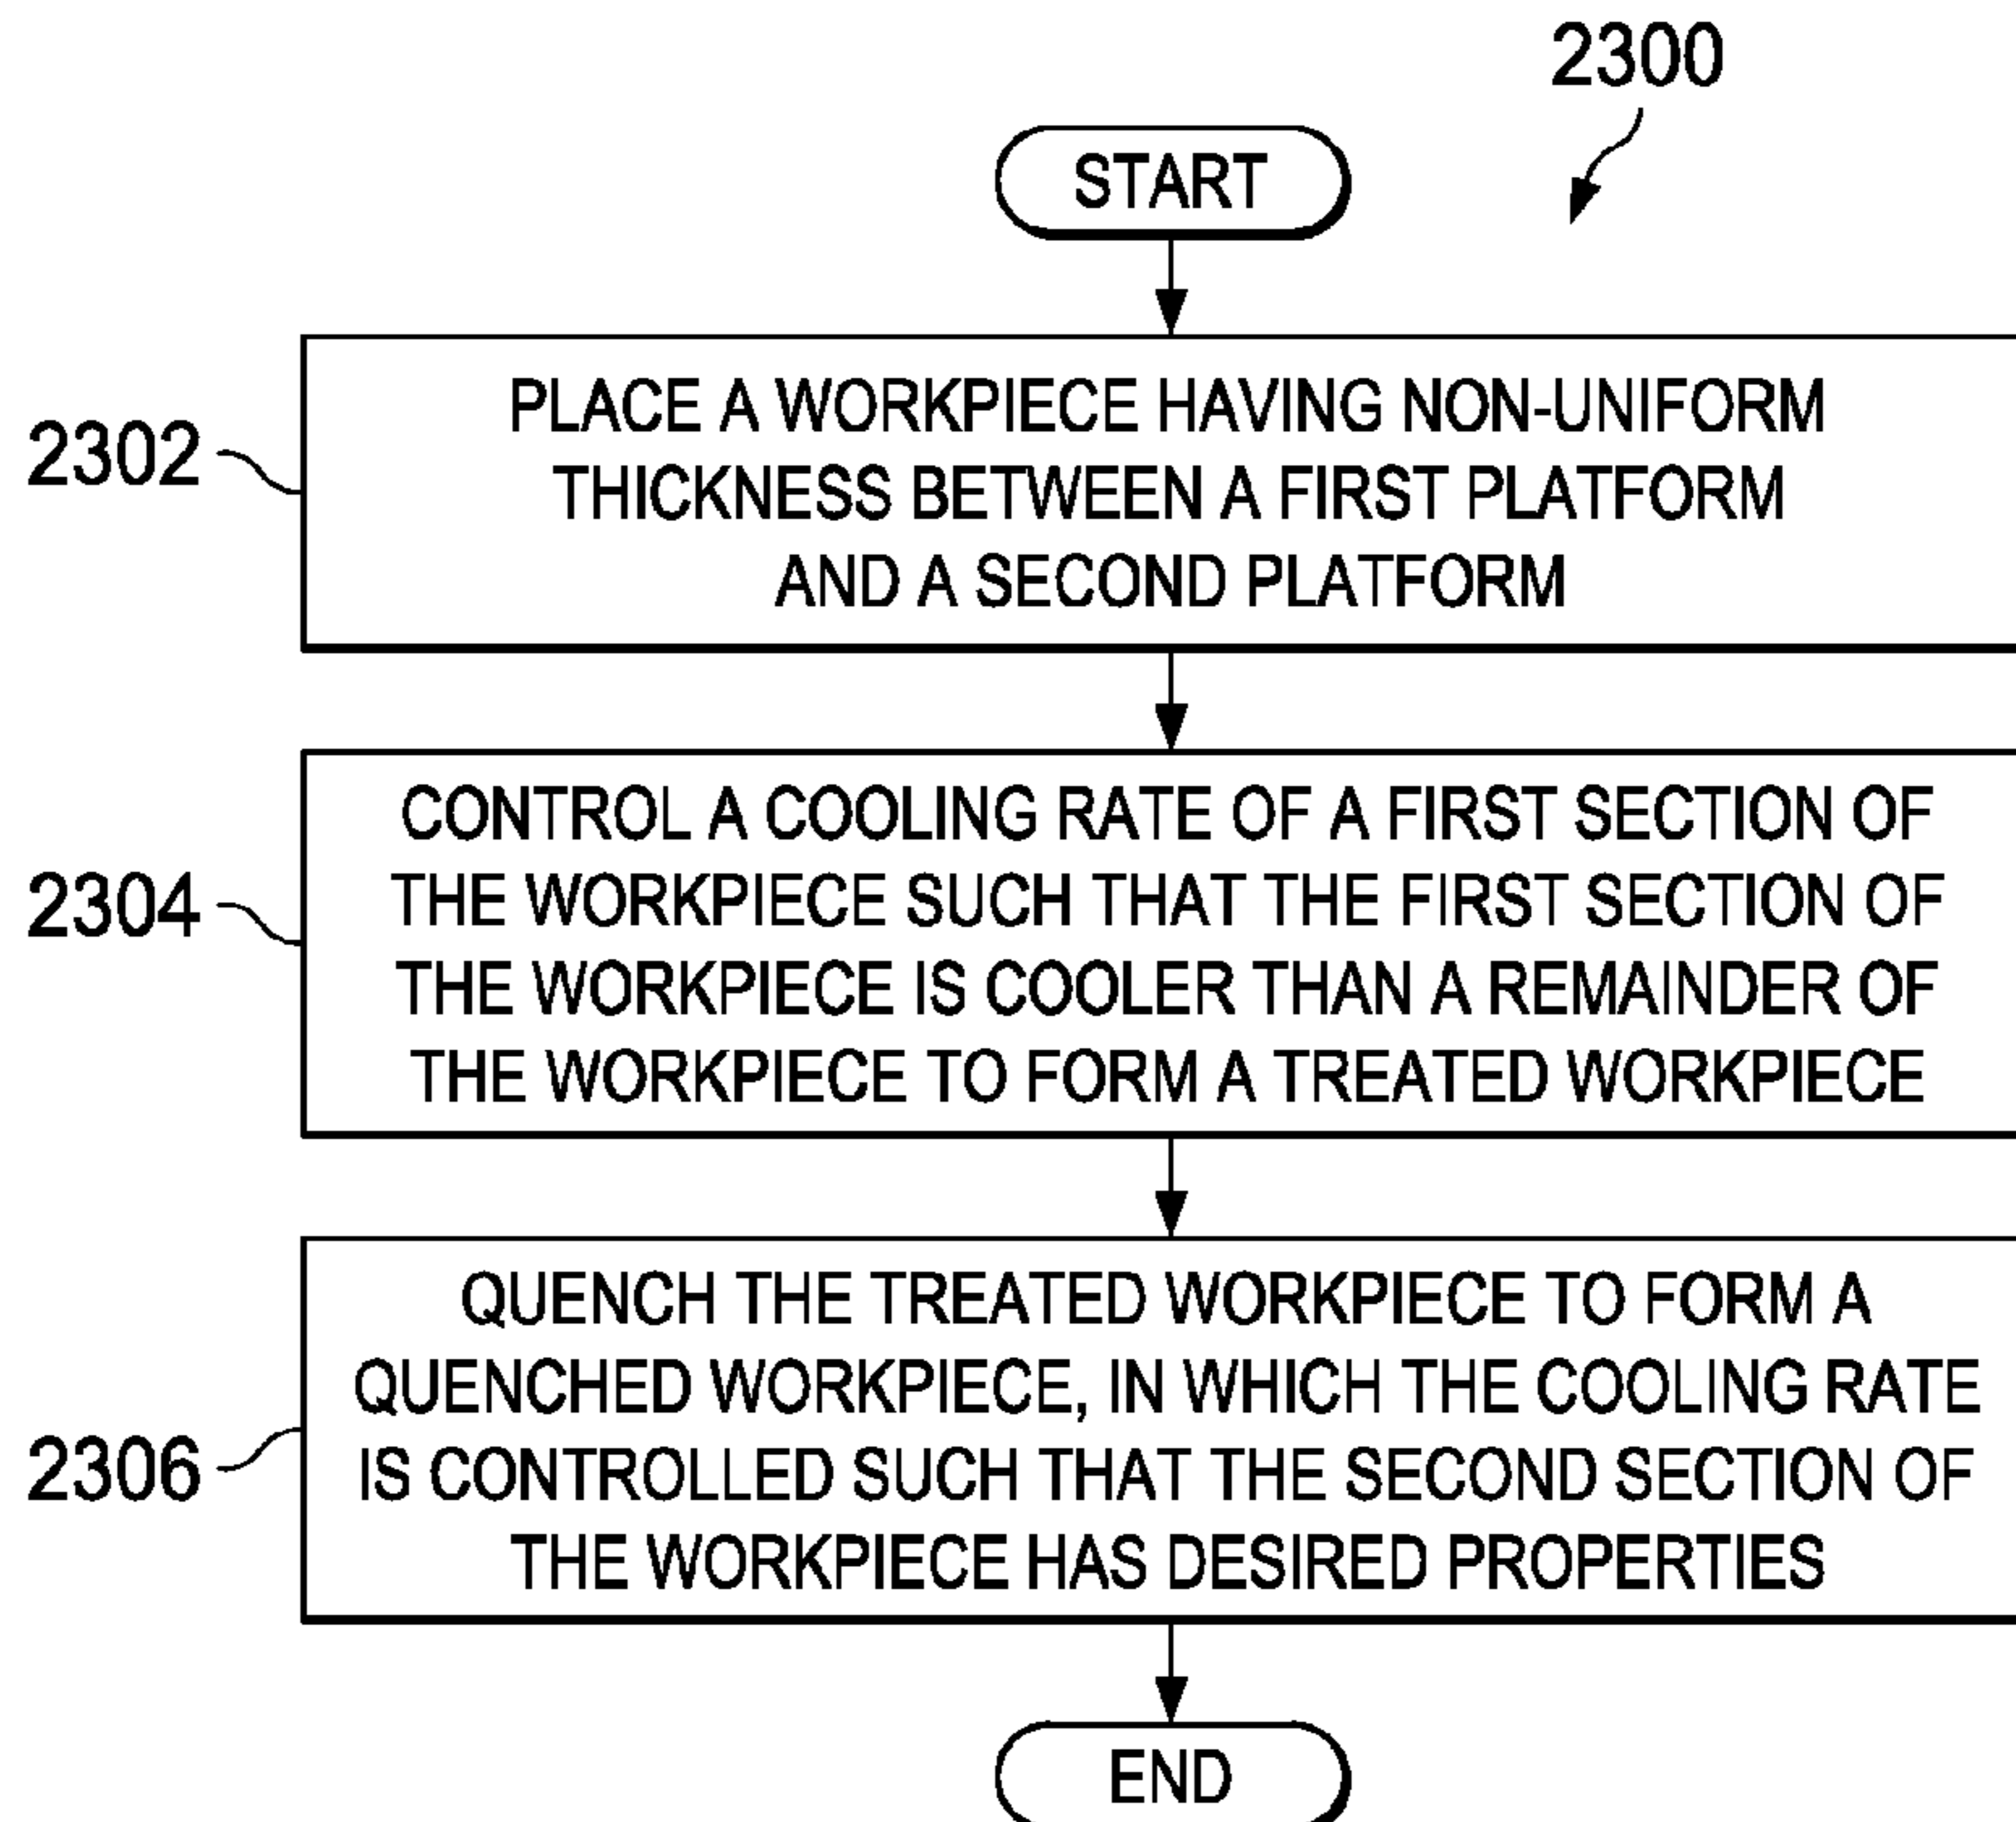 2300
START
2302
PLACE A WORKPIECE HAVING NON-UNIFORM
THICKNESS BETWEEN A FIRST PLATFORM
AND A SECOND PLATFORM
2304
CONTROL A COOLING RATE OF A FIRST SECTION OF
THE WORKPIECE SUCH THAT THE FIRST SECTION OF
THE WORKPIECE IS COOLER THAN A REMAINDER OF
THE WORKPIECE TO FORM A TREATED WORKPIECE
2306
QUENCH THE TREATED WORKPIECE TO FORM A
QUENCHED WORKPIECE, IN WHICH THE COOLING RATE
IS CONTROLLED SUCH THAT THE SECOND SECTION OF
THE WORKPIECE HAS DESIRED PROPERTIES
END